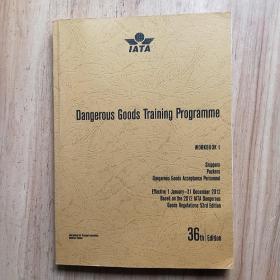 IATA
Dangerous Goods Training Programme
WORKBOOK 1
Shippers
Packers
Dangerous Goods Acceptance Personnel
Effective 1 January–31 December 2012
Based on the 2012 IATA Dangerous
Goods Regulations 53rd Edition
36th Edition